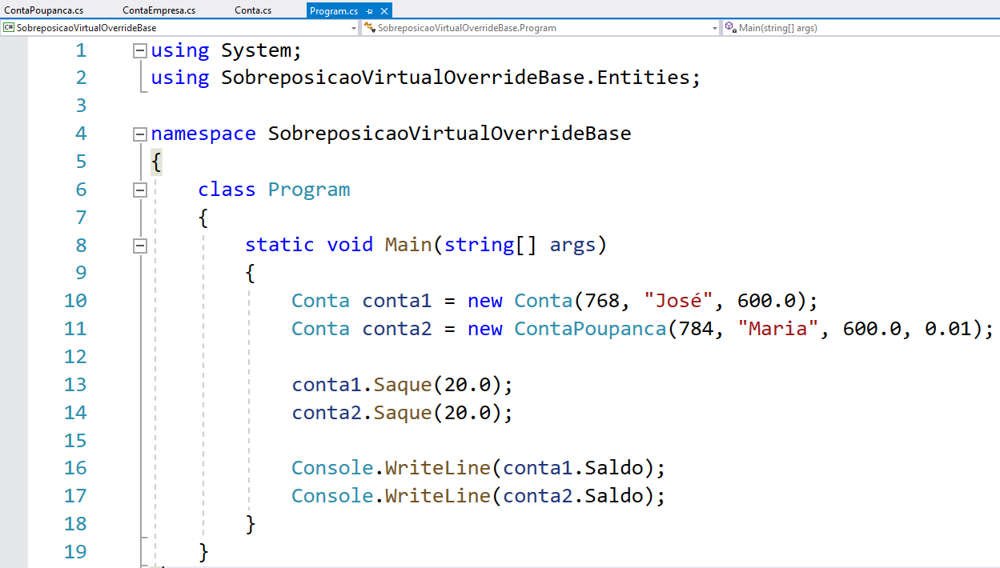 ContaPoupanca.cs ContaEmpresa.cs Conta.cs Program.cs
C# SobreposicaoVirtualOverrideBase SobreposicaoVirtualOverrideBase.Program Main(string[] args)
1 using System;
2 using SobreposicaoVirtualOverrideBase.Entities;
3
4 namespace SobreposicaoVirtualOverrideBase
5 {
6 class Program
7 {
8 static void Main(string[] args)
9 {
10 Conta conta1 = new Conta(768, "José", 600.0);
11 Conta conta2 = new ContaPoupanca(784, "Maria", 600.0, 0.01);
12
13 conta1.Saque(20.0);
14 conta2.Saque(20.0);
15
16 Console.WriteLine(conta1.Saldo);
17 Console.WriteLine(conta2.Saldo);
18 }
19 }